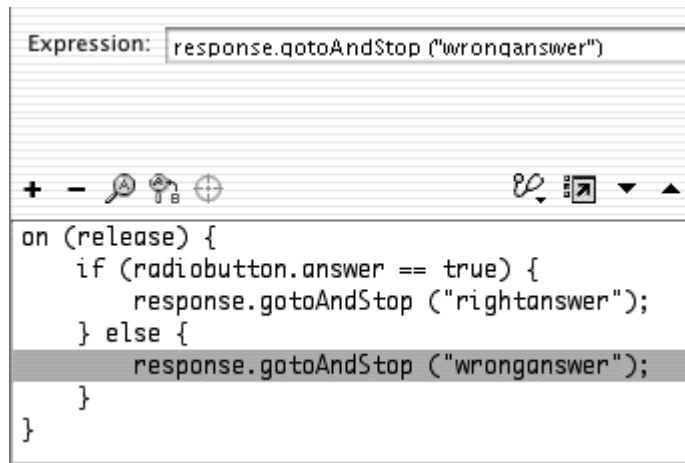 Expression: response.gotoAndStop ("wronganswer")
on (release) {
    if (radiobutton.answer == true) {
        response.gotoAndStop ("rightanswer");
    } else {
        response.gotoAndStop ("wronganswer");
    }
}